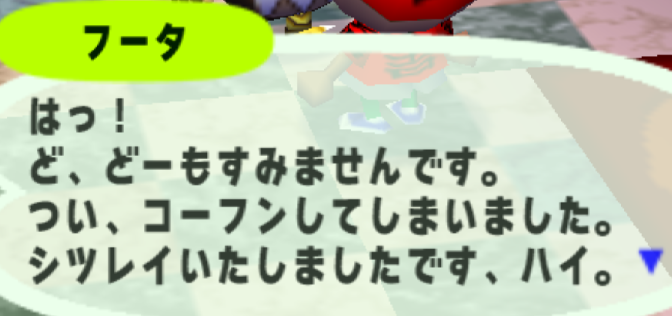 フータ
はっ！
ど、どーもすみませんです。
つい、コーフンしてしまいました。
シツレイいたしましたです、ハイ。